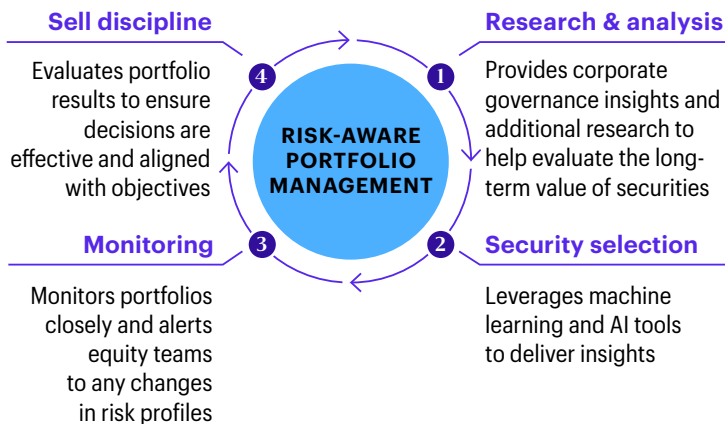 Sell discipline
4
Evaluates portfolio
results to ensure
decisions are
effective and aligned
with objectives
RISK-AWARE
PORTFOLIO
MANAGEMENT
Research & analysis
1
Provides corporate
governance insights and
additional research to
help evaluate the long-
term value of securities
Monitoring
3
Monitors portfolios
closely and alerts
equity teams
to any changes
in risk profiles
2
Security selection
Leverages machine
learning and AI tools
to deliver insights